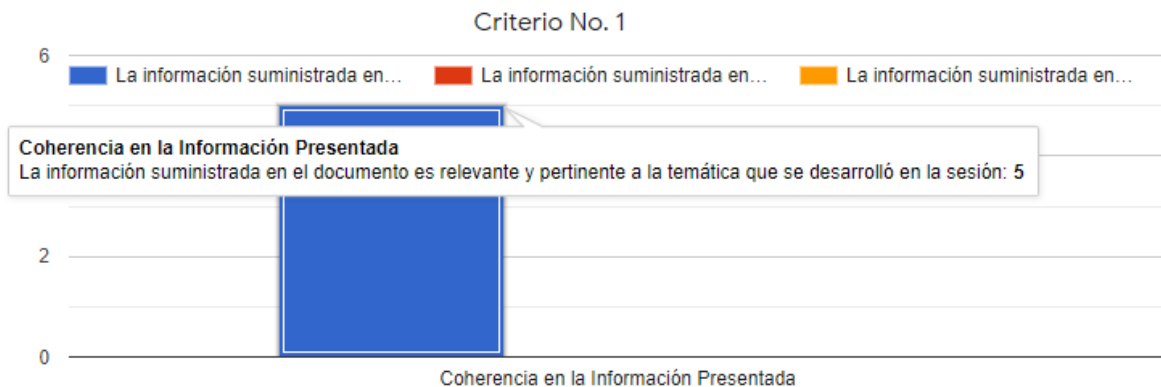 Criterio No. 1
6
La información suministrada en...
La información suministrada en...
La información suministrada en...
Coherencia en la Información Presentada
La información suministrada en el documento es relevante y pertinente a la temática que se desarrolló en la sesión: 5
2
0
Coherencia en la Información Presentada